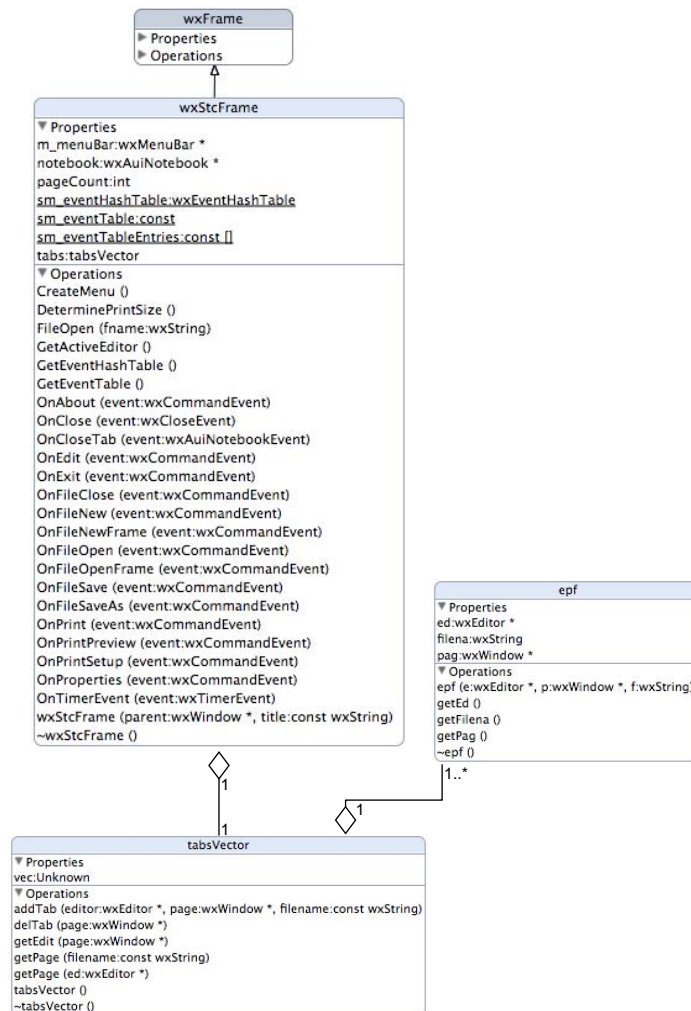 wxFrame
Properties
Operations
wxStcFrame
Properties
m_menuBar:wxMenuBar *
notebook:wxAuiNotebook *
pageCount:int
sm_eventHashTable:wxEventHashTable
sm_eventTable:const
sm_eventTableEntries:const []
tabs:tabsVector
Operations
CreateMenu ()
DeterminePrintSize ()
FileOpen (fname:wxString)
GetActiveEditor ()
GetEventHashTable ()
GetEventTable ()
OnAbout (event:wxCommandEvent)
OnClose (event:wxCloseEvent)
OnCloseTab (event:wxAuiNotebookEvent)
OnEdit (event:wxCommandEvent)
OnExit (event:wxCommandEvent)
OnFileClose (event:wxCommandEvent)
OnFileNew (event:wxCommandEvent)
OnFileNewFrame (event:wxCommandEvent)
OnFileOpen (event:wxCommandEvent)
OnFileOpenFrame (event:wxCommandEvent)
OnFileSave (event:wxCommandEvent)
OnFileSaveAs (event:wxCommandEvent)
OnPrint (event:wxCommandEvent)
OnPrintPreview (event:wxCommandEvent)
OnPrintSetup (event:wxCommandEvent)
OnProperties (event:wxCommandEvent)
OnTimerEvent (event:wxTimerEvent)
wxStcFrame (parent:wxWindow *, title:const wxString)
~wxStcFrame ()
epf
Properties
ed:wxEditor *
filena:wxString
pag:wxWindow *
Operations
epf (e:wxEditor *, p:wxWindow *, f:wxString)
getEd ()
getFilena ()
getPag ()
~epf ()
1
1..*
1
1
tabsVector
Properties
vec:Unknown
Operations
addTab (editor:wxEditor *, page:wxWindow *, filename:const wxString)
delTab (page:wxWindow *)
getEdit (page:wxWindow *)
getPage (filename:const wxString)
getPage (ed:wxEditor *)
tabsVector ()
~tabsVector ()